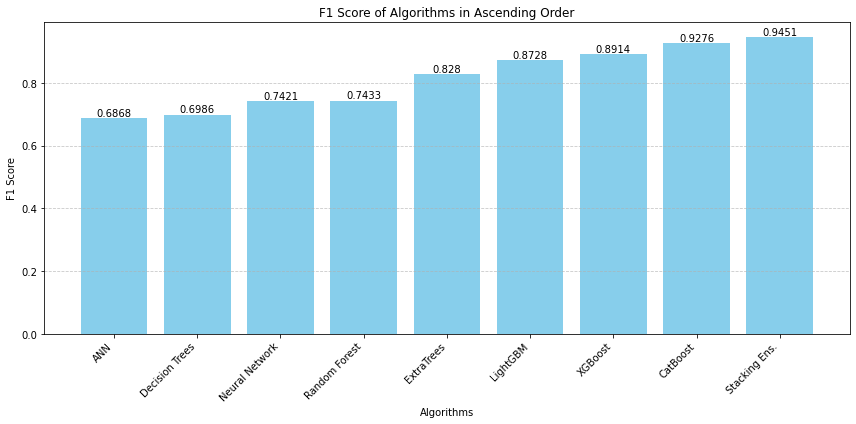 F1 Score of Algorithms in Ascending Order
F1 Score
0.8
0.6
0.4
0.2
0.0
0.6868
0.6986
0.7421
0.7433
0.828
0.8728
0.8914
0.9276
0.9451
ANN
Decision Trees
Neural Network
Random Forest
ExtraTrees
LightGBM
XGBoost
CatBoost
Stacking Ens.
Algorithms